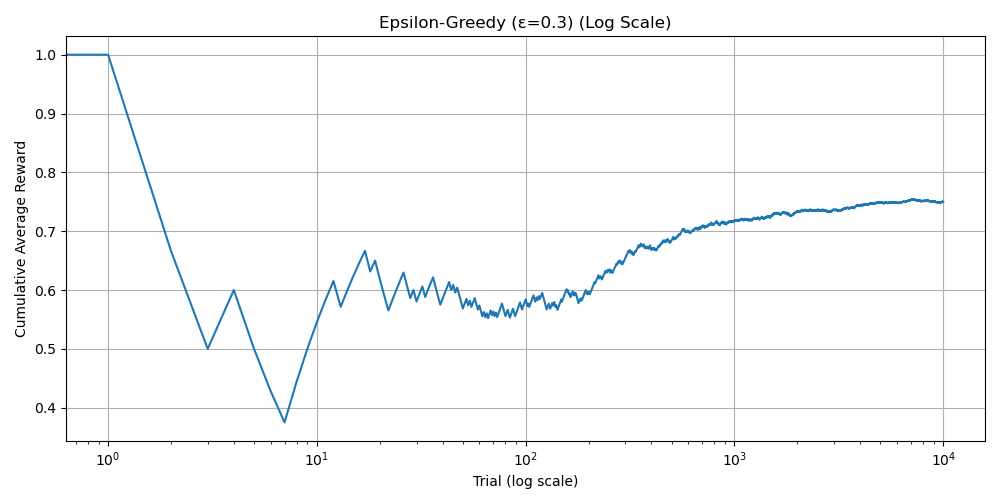 Epsilon-Greedy (ε=0.3) (Log Scale)
Cumulative Average Reward
1.0
0.9
0.8
0.7
0.6
0.5
0.4
10⁰ 10¹ 10² 10³ 10⁴
Trial (log scale)